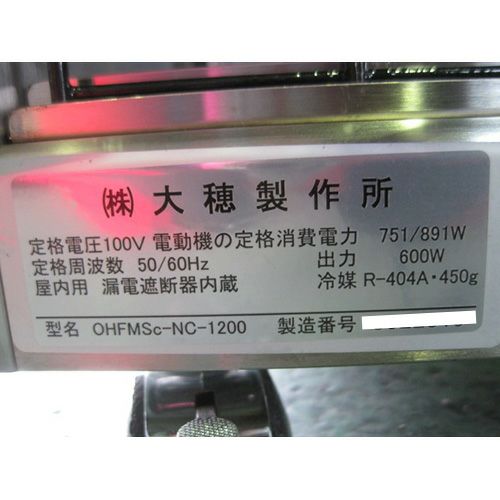 ㈱ 大穂製作所
定格電圧100V 電動機の定格消費電力 751/891W
定格周波数 50/60Hz 出力 600W
屋内用 漏電遮断器内蔵 冷媒 R-404A・450g
型名 OHFMSc-NC-1200 製造番号